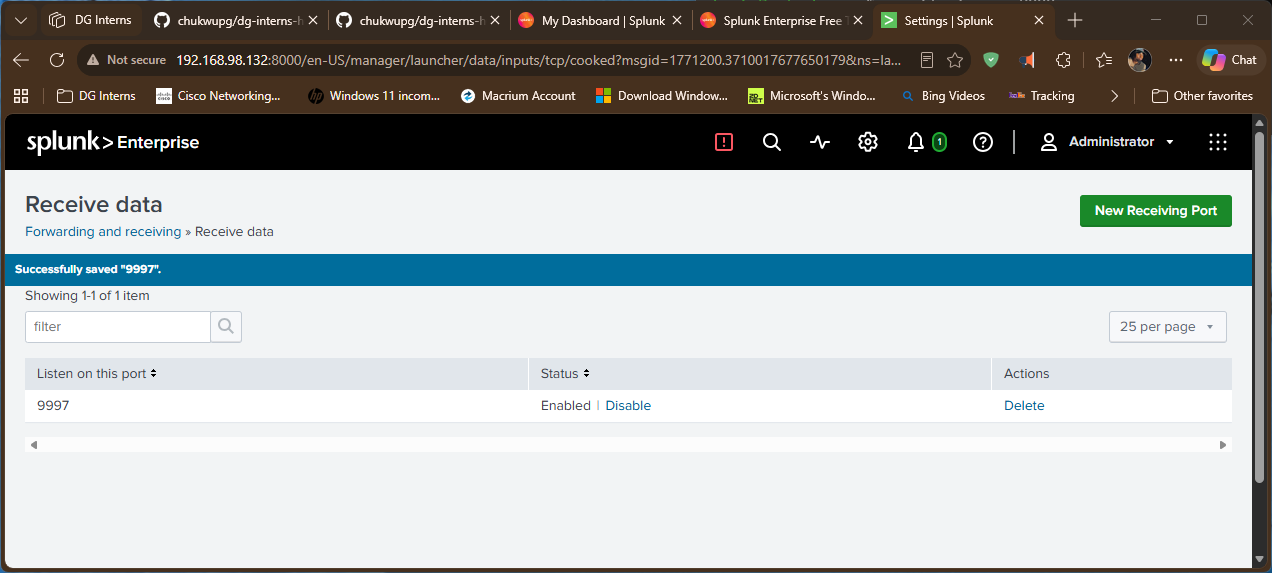 DG Interns
chukwupg/dg-interns-h
chukwupg/dg-interns-h
My Dashboard | Splunk
Splunk Enterprise Free T
Settings | Splunk
Not secure
192.168.98.132:8000/en-US/manager/launcher/data/inputs/tcp/cooked?msgid=1771200.3710017677650179&ns=la...
Chat
DG Interns
Cisco Networking...
Windows 11 incom...
Macrium Account
Download Window...
Microsoft's Windo...
Bing Videos
Tracking
Other favorites
splunk> Enterprise
1
Administrator
Receive data
New Receiving Port
Forwarding and receiving » Receive data
Successfully saved "9997".
Showing 1-1 of 1 item
filter
25 per page
Listen on this port
Status
Actions
9997
Enabled | Disable
Delete